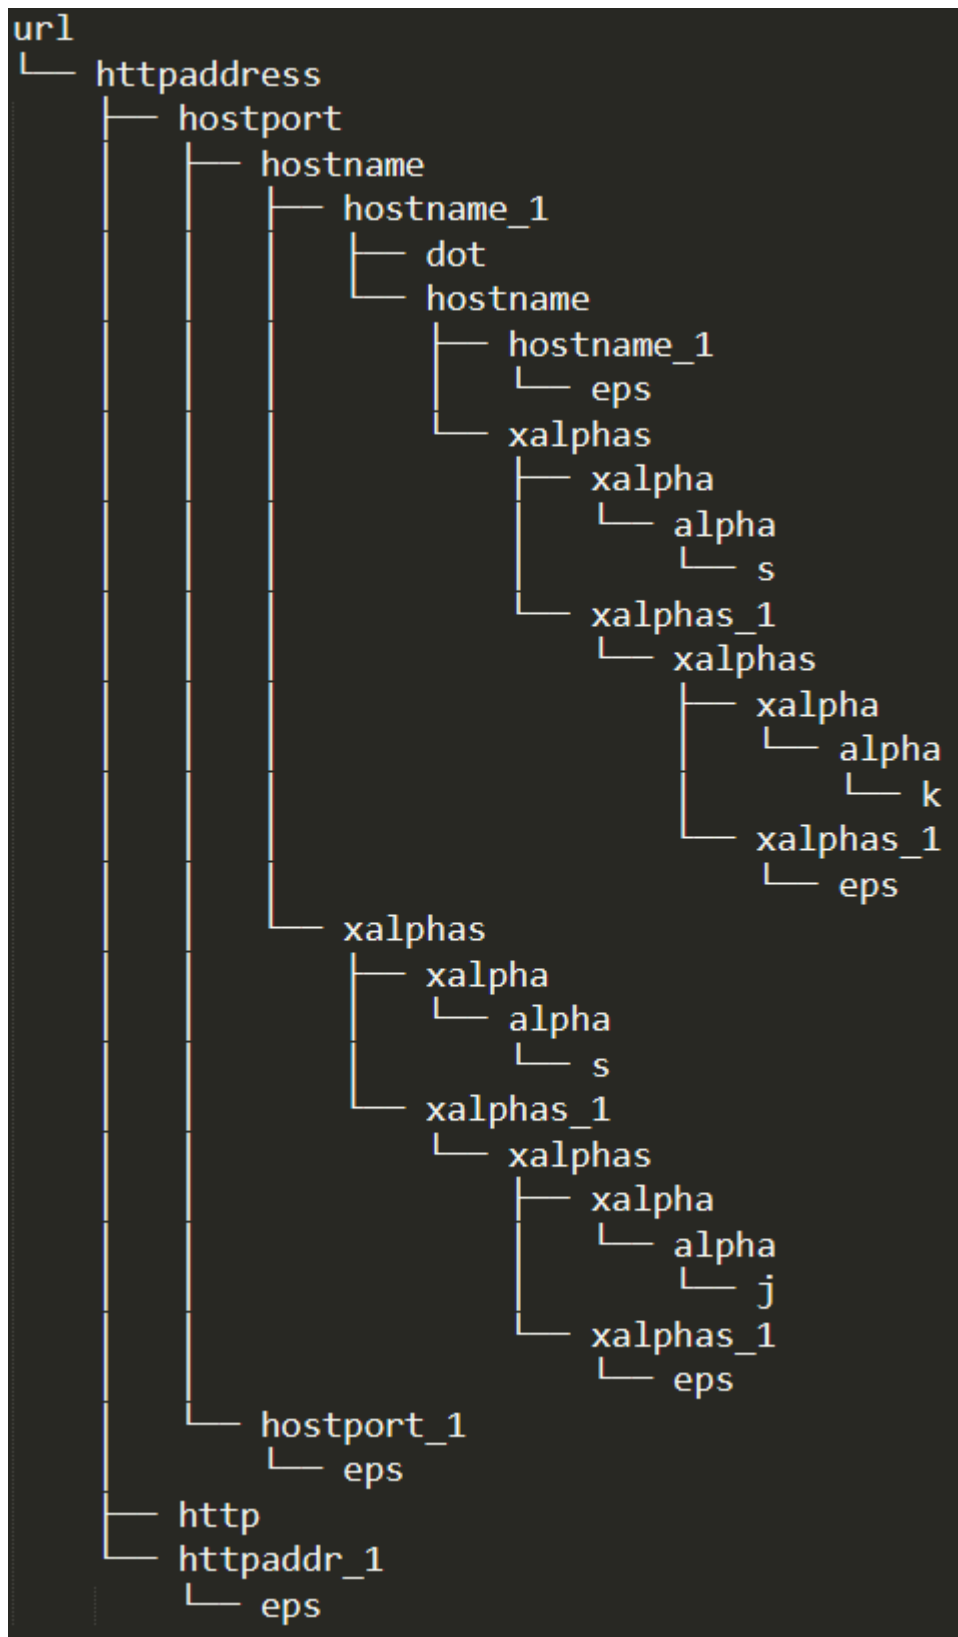 url
└── httpaddress
    ├── hostport
    │   ├── hostname
    │   │   ├── hostname_1
    │   │   │   ├── dot
    │   │   │   └── hostname
    │   │   │       ├── hostname_1
    │   │   │       │   └── eps
    │   │   │       └── xalphas
    │   │   │           ├── xalpha
    │   │   │           │   └── alpha
    │   │   │           │       └── s
    │   │   │           └── xalphas_1
    │   │   │               └── xalphas
    │   │   │                   ├── xalpha
    │   │   │                   │   └── alpha
    │   │   │                   │       └── k
    │   │   │                   └── xalphas_1
    │   │   │                       └── eps
    │   │   └── xalphas
    │   │       ├── xalpha
    │   │       │   └── alpha
    │   │       │       └── s
    │   │       └── xalphas_1
    │   │           └── xalphas
    │   │               ├── xalpha
    │   │               │   └── alpha
    │   │               │       └── j
    │   │               └── xalphas_1
    │   │                   └── eps
    │   └── hostport_1
    │       └── eps
    ├── http
    └── httpaddr_1
        └── eps